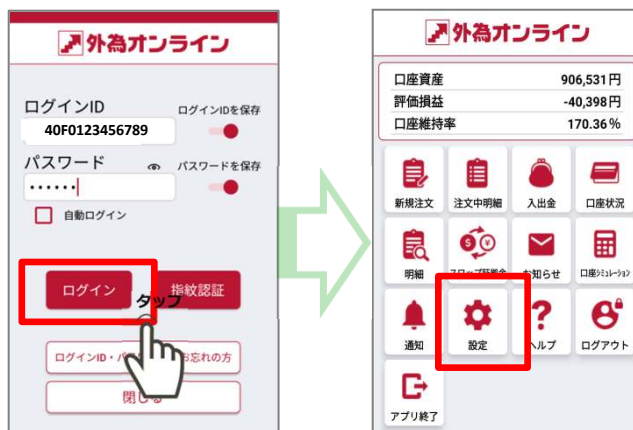 外為オンライン
ログインID
ログインIDを保存
40F0123456789
パスワード
パスワードを保存
自動ログイン
ログイン
指紋認証
タップ
ログインID・パ
お忘れの方
閉じる
外為オンライン
口座資産 906,531円
評価損益 -40,398円
口座維持率 170.36%
新規注文 注文中明細 入出金 口座状況
明細 スワップ振替 お知らせ 口座シミュレーション
通知 設定 ヘルプ ログアウト
アプリ終了